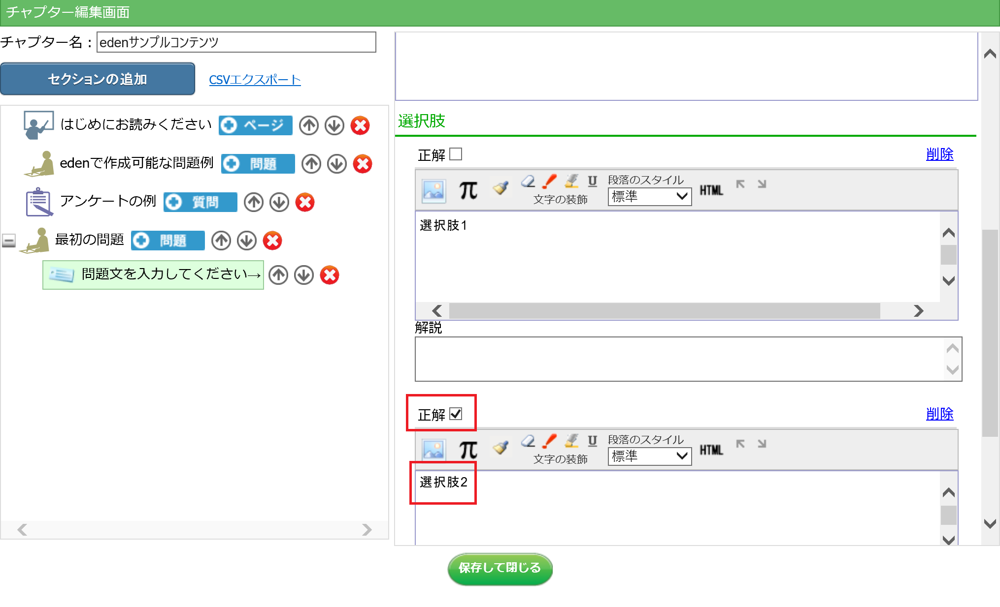 チャプター編集画面
チャプター名：edenサンプルコンテンツ
セクションの追加
CSVエクスポート
はじめにお読みください
ページ
edenで作成可能な問題例
問題
アンケートの例
質問
最初の問題
問題
問題文を入力してください→
選択肢
正解
削除
π
U
文字の装飾
段落のスタイル
標準
HTML
選択肢1
解説
正解
削除
π
U
文字の装飾
段落のスタイル
標準
HTML
選択肢2
保存して閉じる